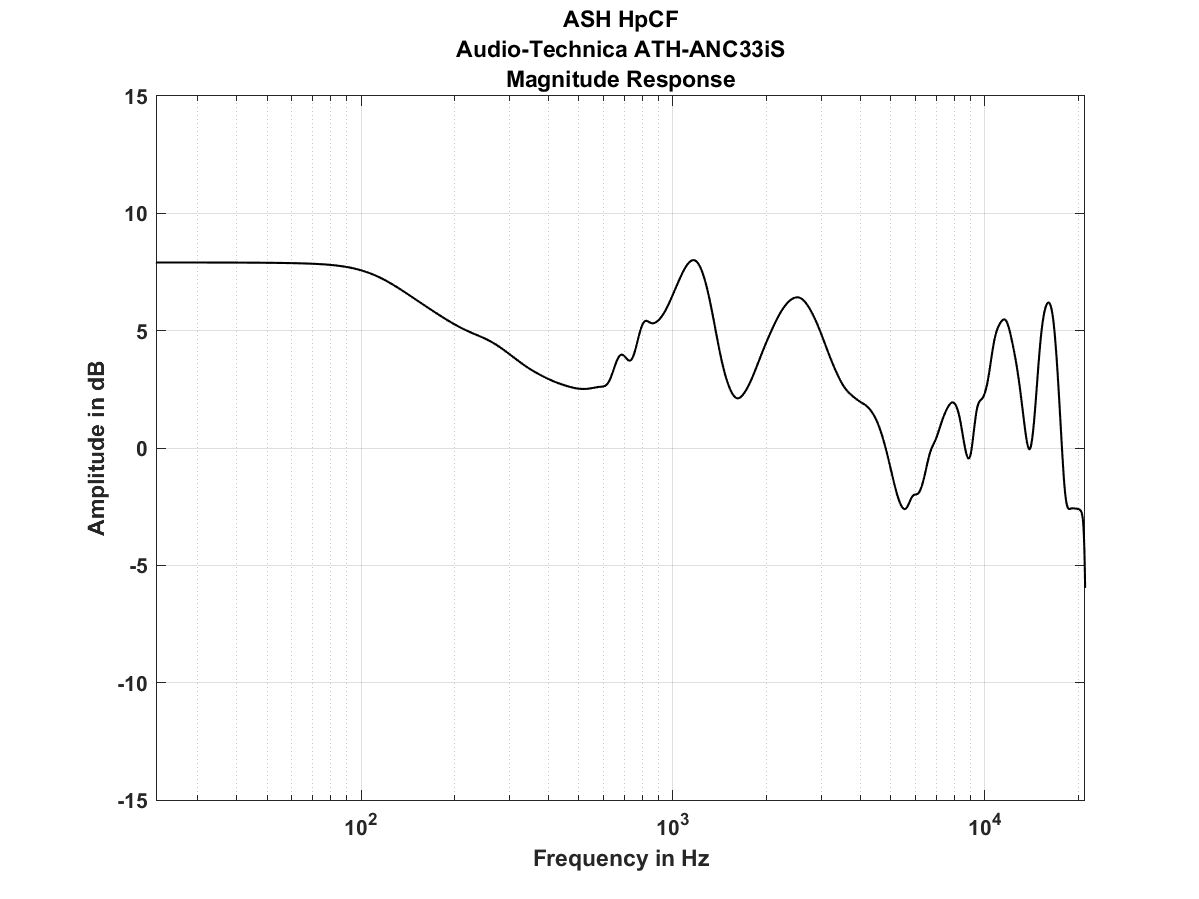 ASH HpCF
Audio-Technica ATH-ANC33iS
Magnitude Response
15
10
5
0
-5
-10
-15
Amplitude in dB
10² 10³ 10⁴
Frequency in Hz